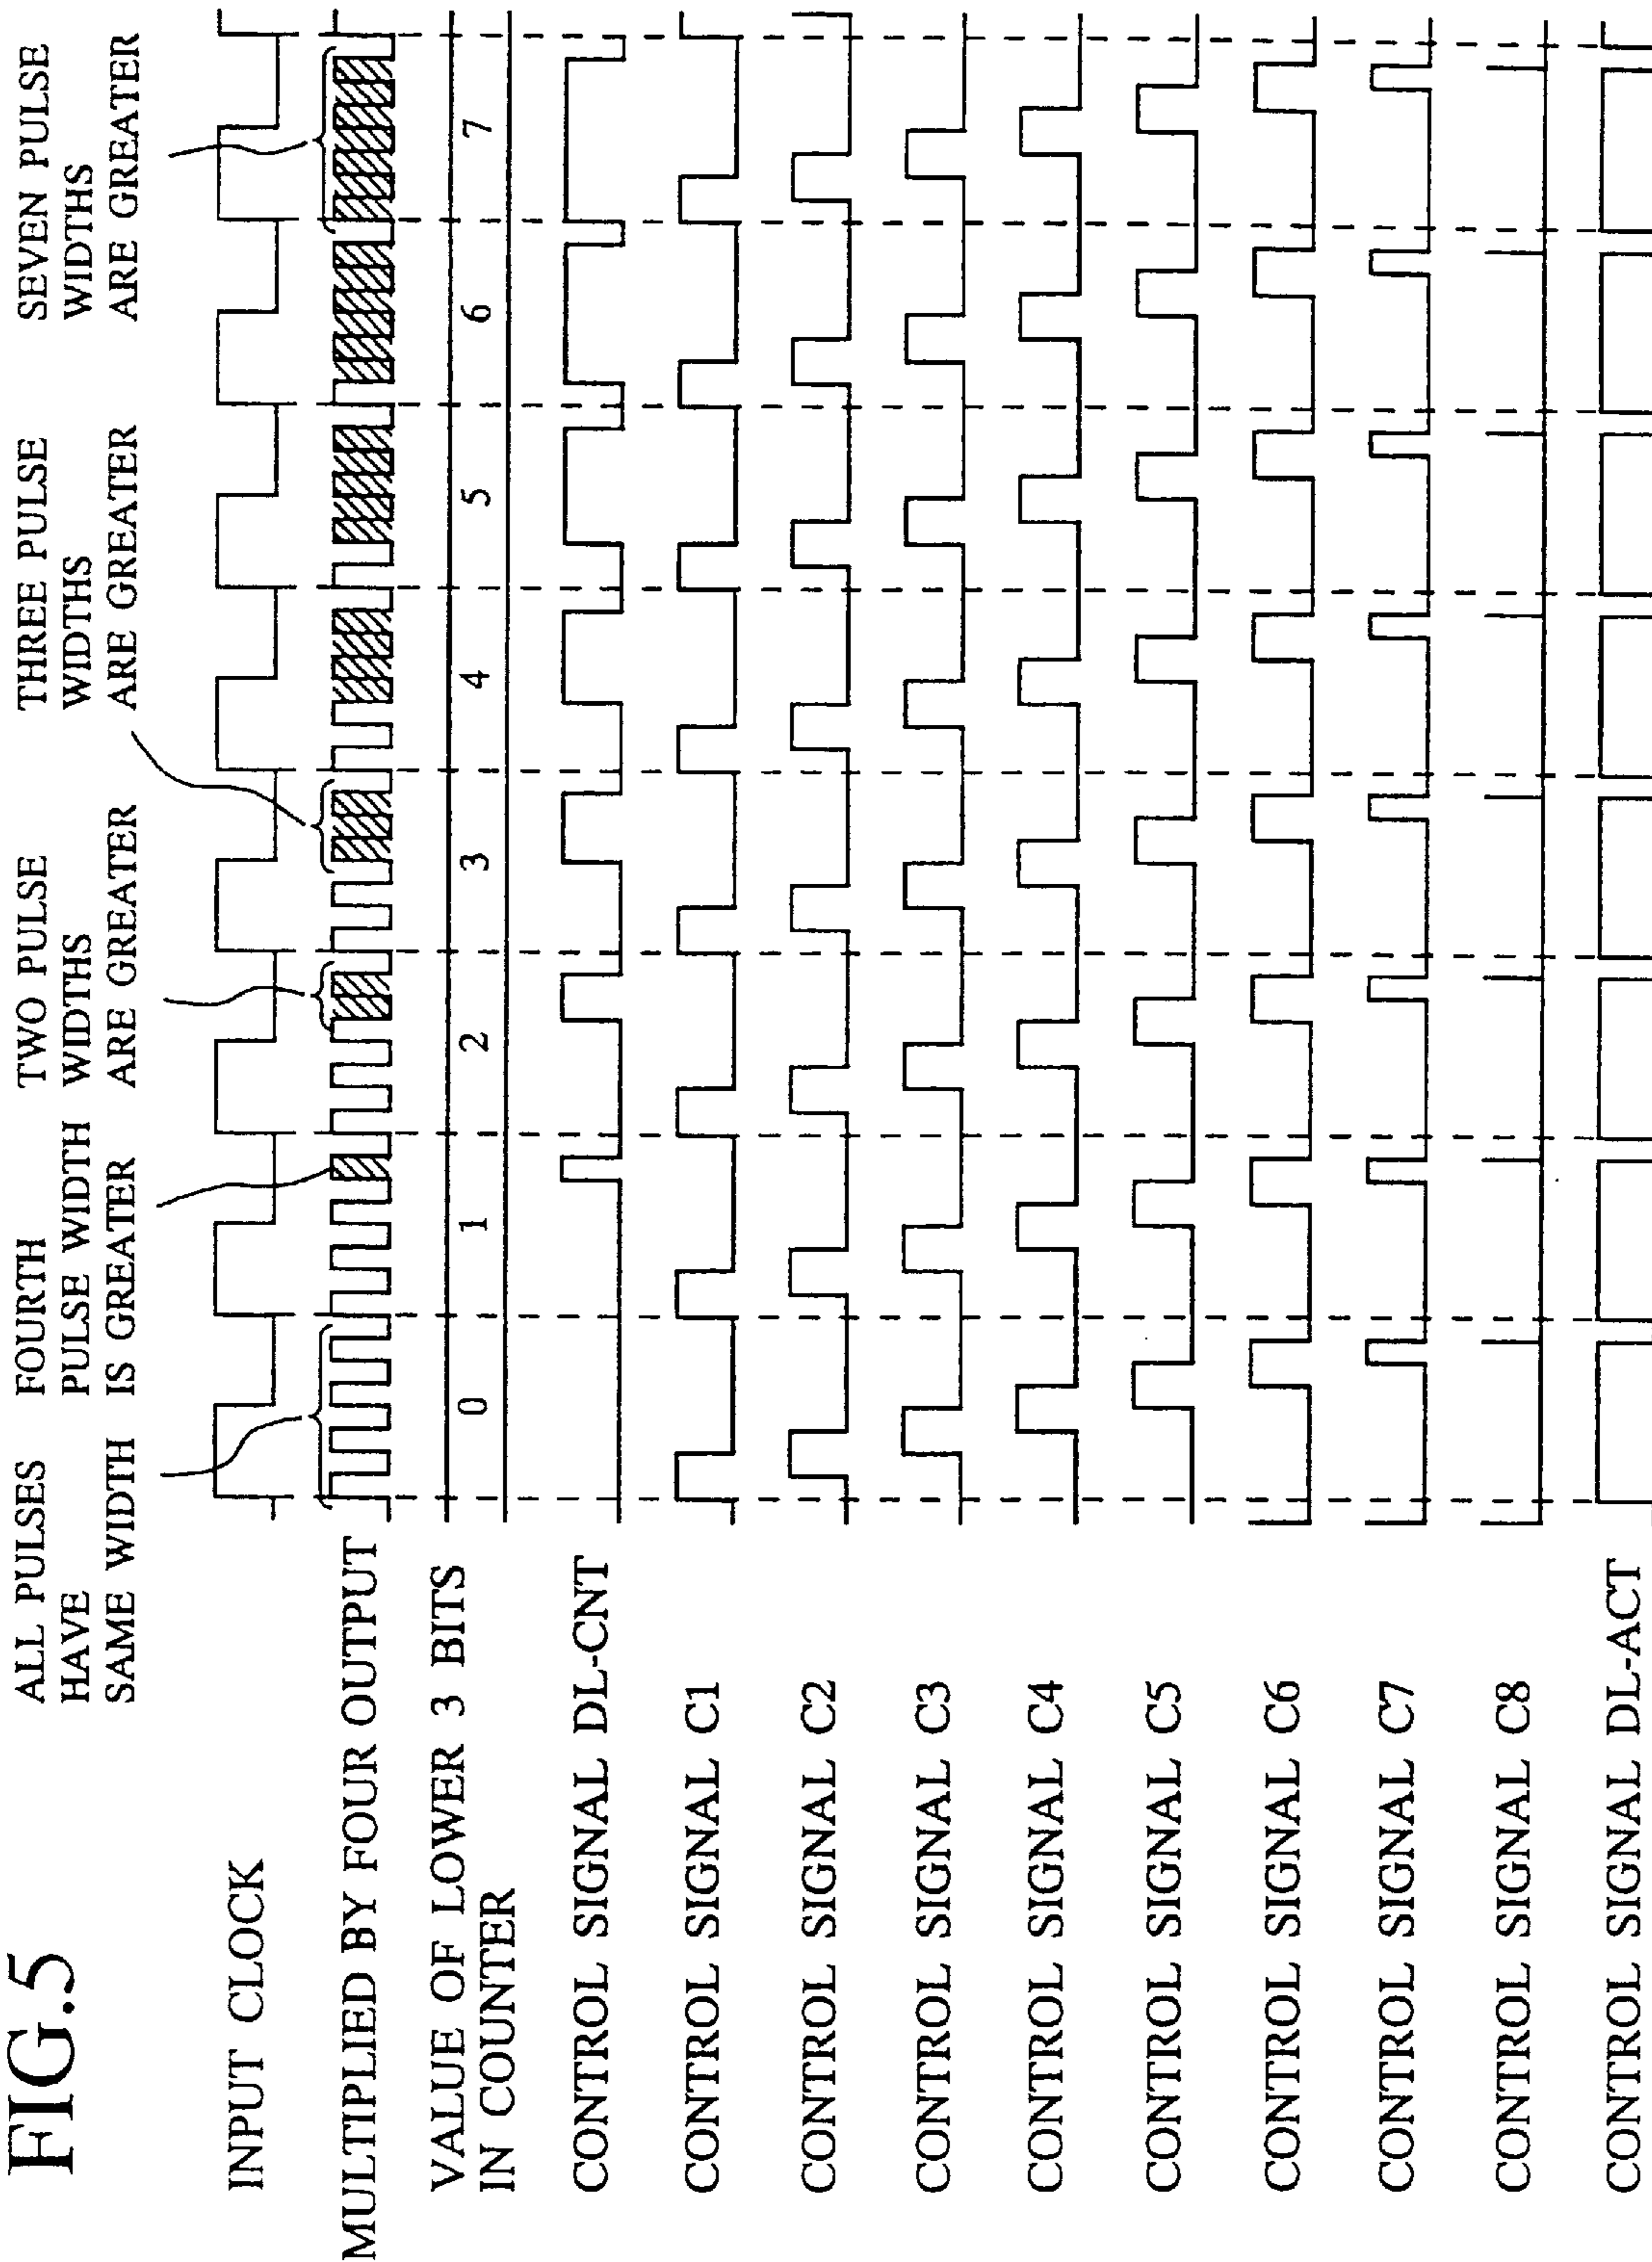 FIG.5
ALL PULSES
HAVE
SAME WIDTH
FOURTH
PULSE WIDTH
IS GREATER
TWO PULSE
WIDTHS
ARE GREATER
THREE PULSE
WIDTHS
ARE GREATER
SEVEN PULSE
WIDTHS
ARE GREATER
INPUT CLOCK
MULTIPLIED BY FOUR OUTPUT
VALUE OF LOWER 3 BITS
IN COUNTER
0 1 2 3 4 5 6 7
CONTROL SIGNAL DL-CNT
CONTROL SIGNAL C1
CONTROL SIGNAL C2
CONTROL SIGNAL C3
CONTROL SIGNAL C4
CONTROL SIGNAL C5
CONTROL SIGNAL C6
CONTROL SIGNAL C7
CONTROL SIGNAL C8
CONTROL SIGNAL DL-ACT